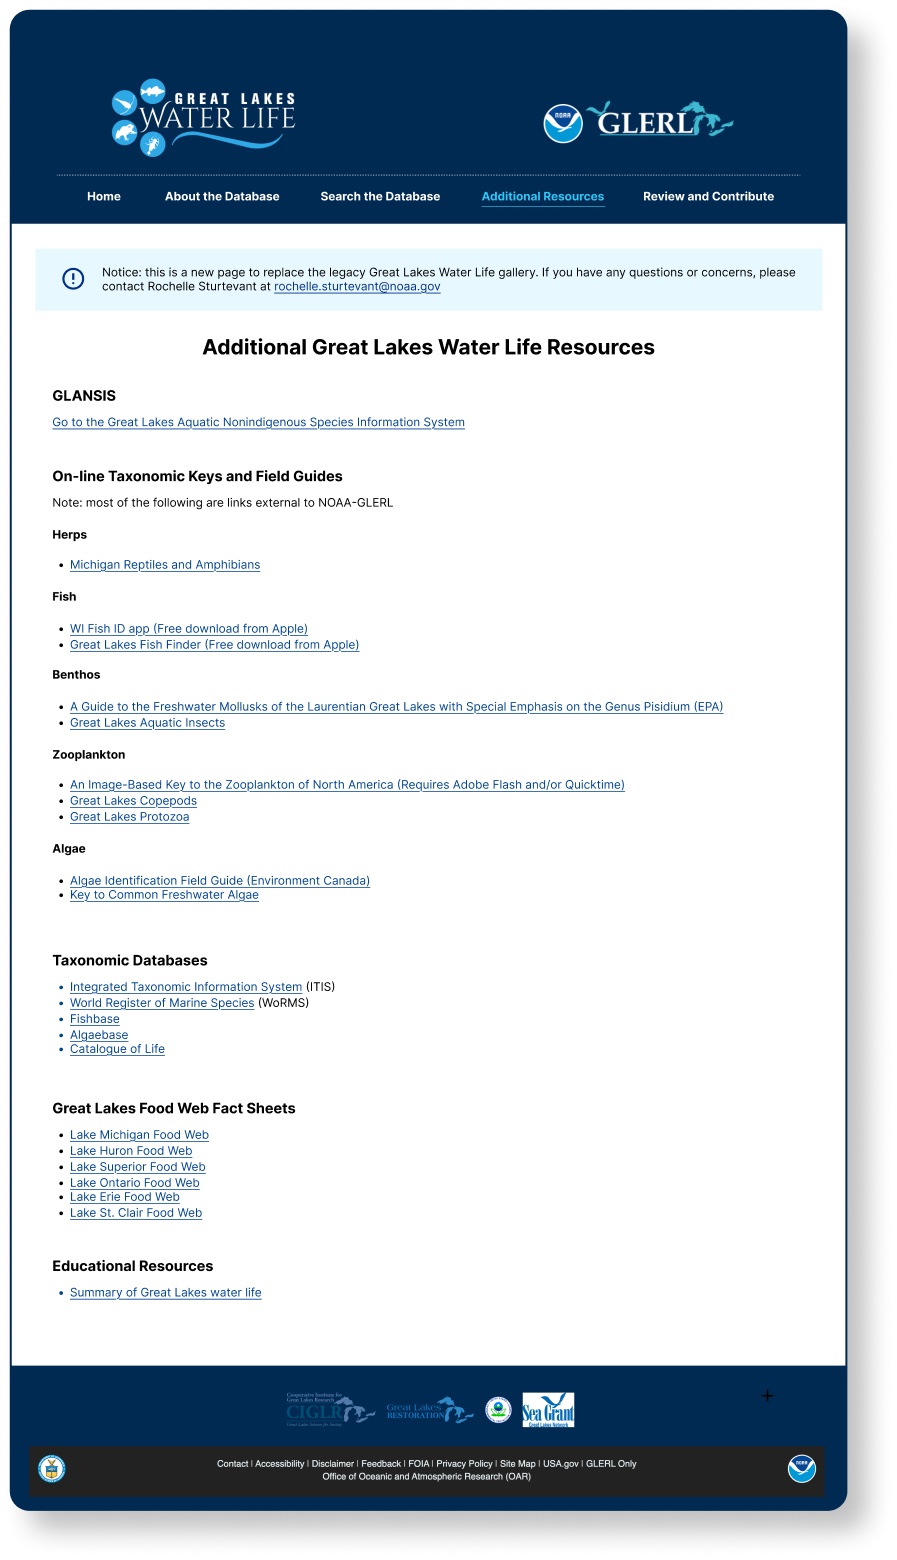 GREAT LAKES
WATER LIFE
NOAA
GLERL
Home About the Database Search the Database Additional Resources Review and Contribute
Notice: this is a new page to replace the legacy Great Lakes Water Life gallery. If you have any questions or concerns, please
contact Rochelle Sturtevant at rochelle.sturtevant@noaa.gov
Additional Great Lakes Water Life Resources
GLANSIS
Go to the Great Lakes Aquatic Nonindigenous Species Information System
On-line Taxonomic Keys and Field Guides
Note: most of the following are links external to NOAA-GLERL
Herps
• Michigan Reptiles and Amphibians
Fish
• WI Fish ID app (Free download from Apple)
• Great Lakes Fish Finder (Free download from Apple)
Benthos
• A Guide to the Freshwater Mollusks of the Laurentian Great Lakes with Special Emphasis on the Genus Pisidium (EPA)
• Great Lakes Aquatic Insects
Zooplankton
• An Image-Based Key to the Zooplankton of North America (Requires Adobe Flash and/or Quicktime)
• Great Lakes Copepods
• Great Lakes Protozoa
Algae
• Algae Identification Field Guide (Environment Canada)
• Key to Common Freshwater Algae
Taxonomic Databases
• Integrated Taxonomic Information System (ITIS)
• World Register of Marine Species (WoRMS)
• Fishbase
• Algaebase
• Catalogue of Life
Great Lakes Food Web Fact Sheets
• Lake Michigan Food Web
• Lake Huron Food Web
• Lake Superior Food Web
• Lake Ontario Food Web
• Lake Erie Food Web
• Lake St. Clair Food Web
Educational Resources
• Summary of Great Lakes water life
Cooperative Institute for
Great Lakes Research
CIGLR
Great Lakes
RESTORATION
Sea Grant
Great Lakes Network
Contact | Accessibility | Disclaimer | Feedback | FOIA | Privacy Policy | Site Map | USA.gov | GLERL Only
Office of Oceanic and Atmospheric Research (OAR)
NOAA